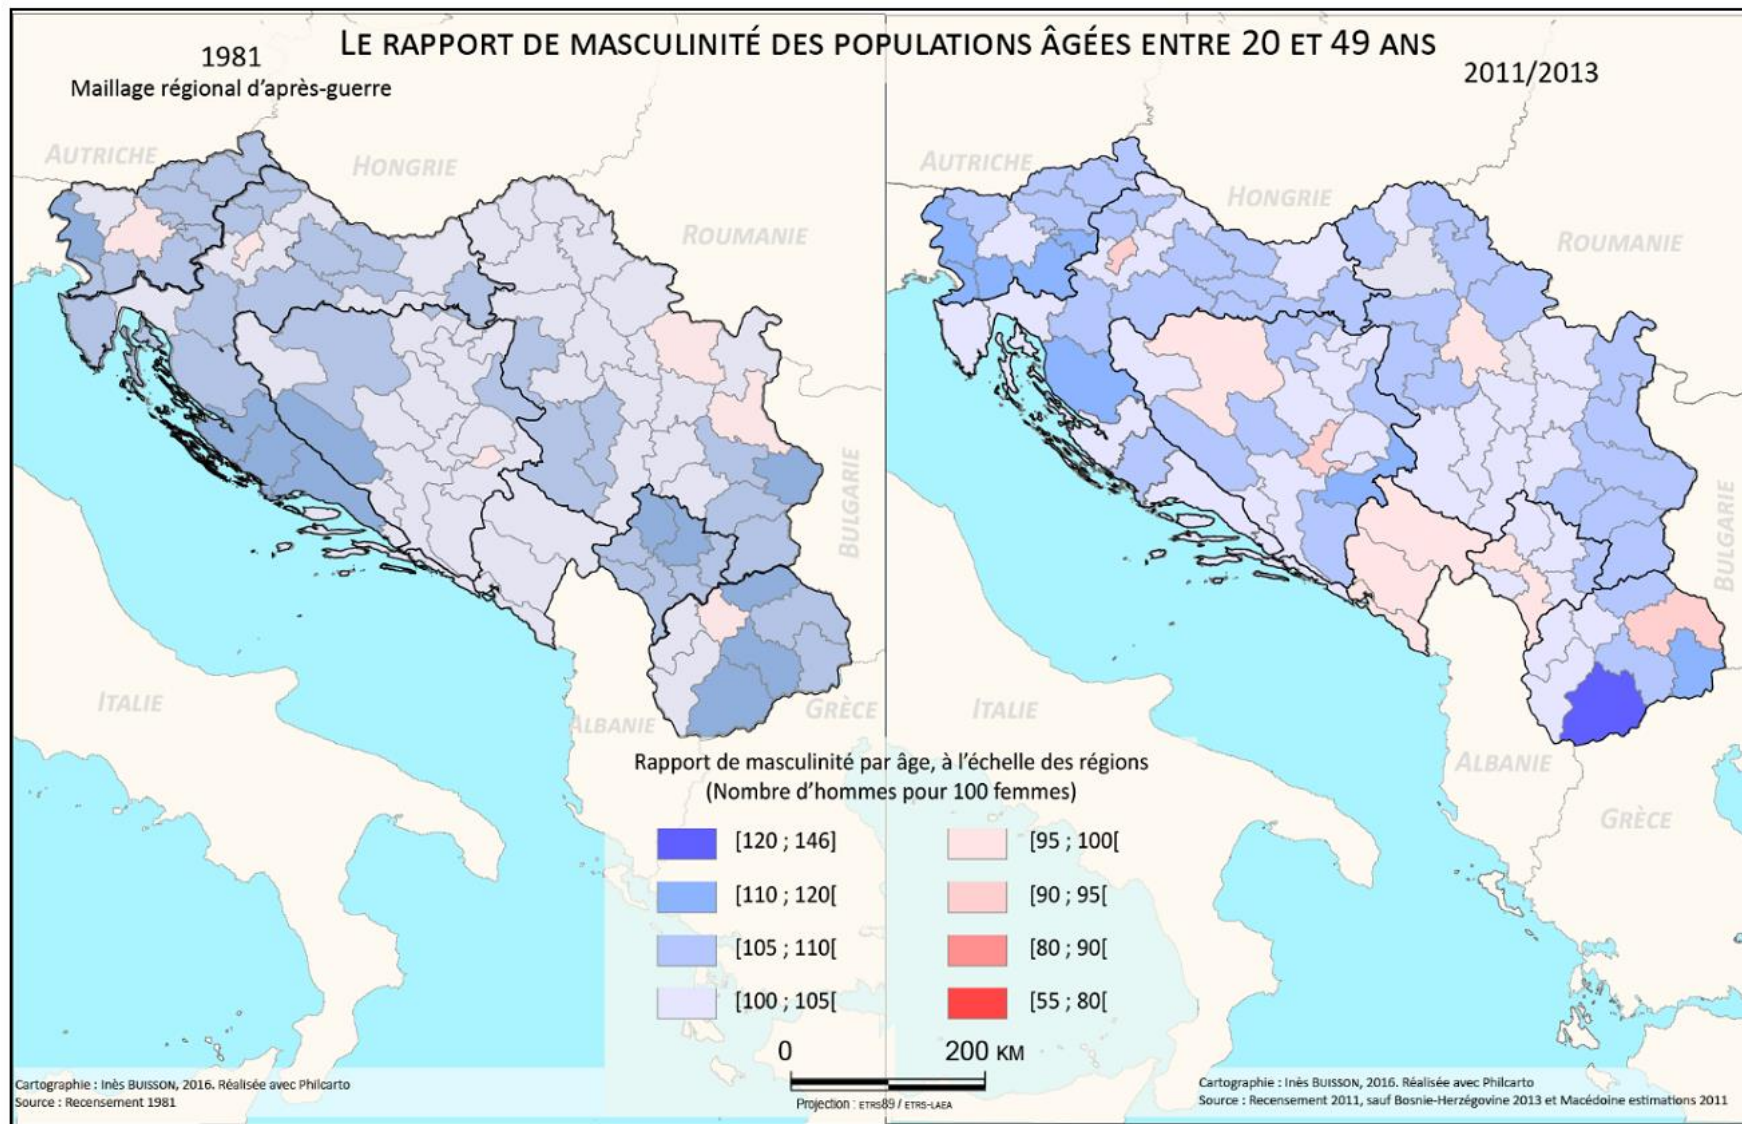 LE RAPPORT DE MASCULINITÉ DES POPULATIONS ÂGÉES ENTRE 20 ET 49 ANS
1981
Maillage régional d'après-guerre
2011/2013
AUTRICHE
HONGRIE
ROUMANIE
BULGARIE
ITALIE
ALBANIE
GRÈCE
AUTRICHE
HONGRIE
ROUMANIE
BULGARIE
ITALIE
ALBANIE
GRÈCE
Rapport de masculinité par âge, à l'échelle des régions
(Nombre d'hommes pour 100 femmes)
[120 ; 146]
[110 ; 120[
[105 ; 110[
[100 ; 105[
[95 ; 100[
[90 ; 95[
[80 ; 90[
[55 ; 80[
0 200 KM
Projection : ETRS89 / ETRS-LAEA
Cartographie : Inès BUISSON, 2016. Réalisée avec Philcarto
Source : Recensement 1981
Cartographie : Inès BUISSON, 2016. Réalisée avec Philcarto
Source : Recensement 2011, sauf Bosnie-Herzégovine 2013 et Macédoine estimations 2011